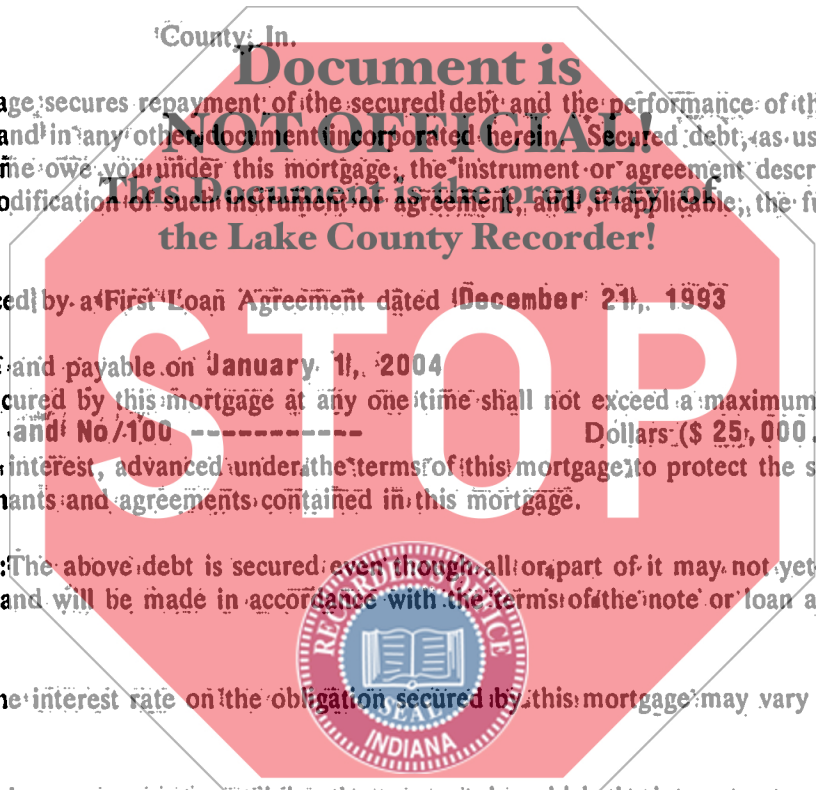 County, In.
Document is
age secures repayment of the secured debt and the performance of th
NOT OFFICIAL!
and in any other document incorporated herein. Secured debt, as us
me owe you under this mortgage, the instrument or agreement descr
This Document is the property of
odification of such instrument or agreement, and, if applicable, the fu
the Lake County Recorder!
ced by a First Loan Agreement dated December 21, 1993
STOP
and payable on January 1, 2004
cured by this mortgage at any one time shall not exceed a maximum
and No/100 ------------ Dollars ($ 25,000.
interest, advanced under the terms of this mortgage to protect the s
nants and agreements contained in this mortgage.
The above debt is secured even though all or part of it may not yet
and will be made in accordance with the terms of the note or loan a
RECORDER'S OFFICE
SEAL
INDIANA
e interest rate on the obligation secured by this mortgage may vary